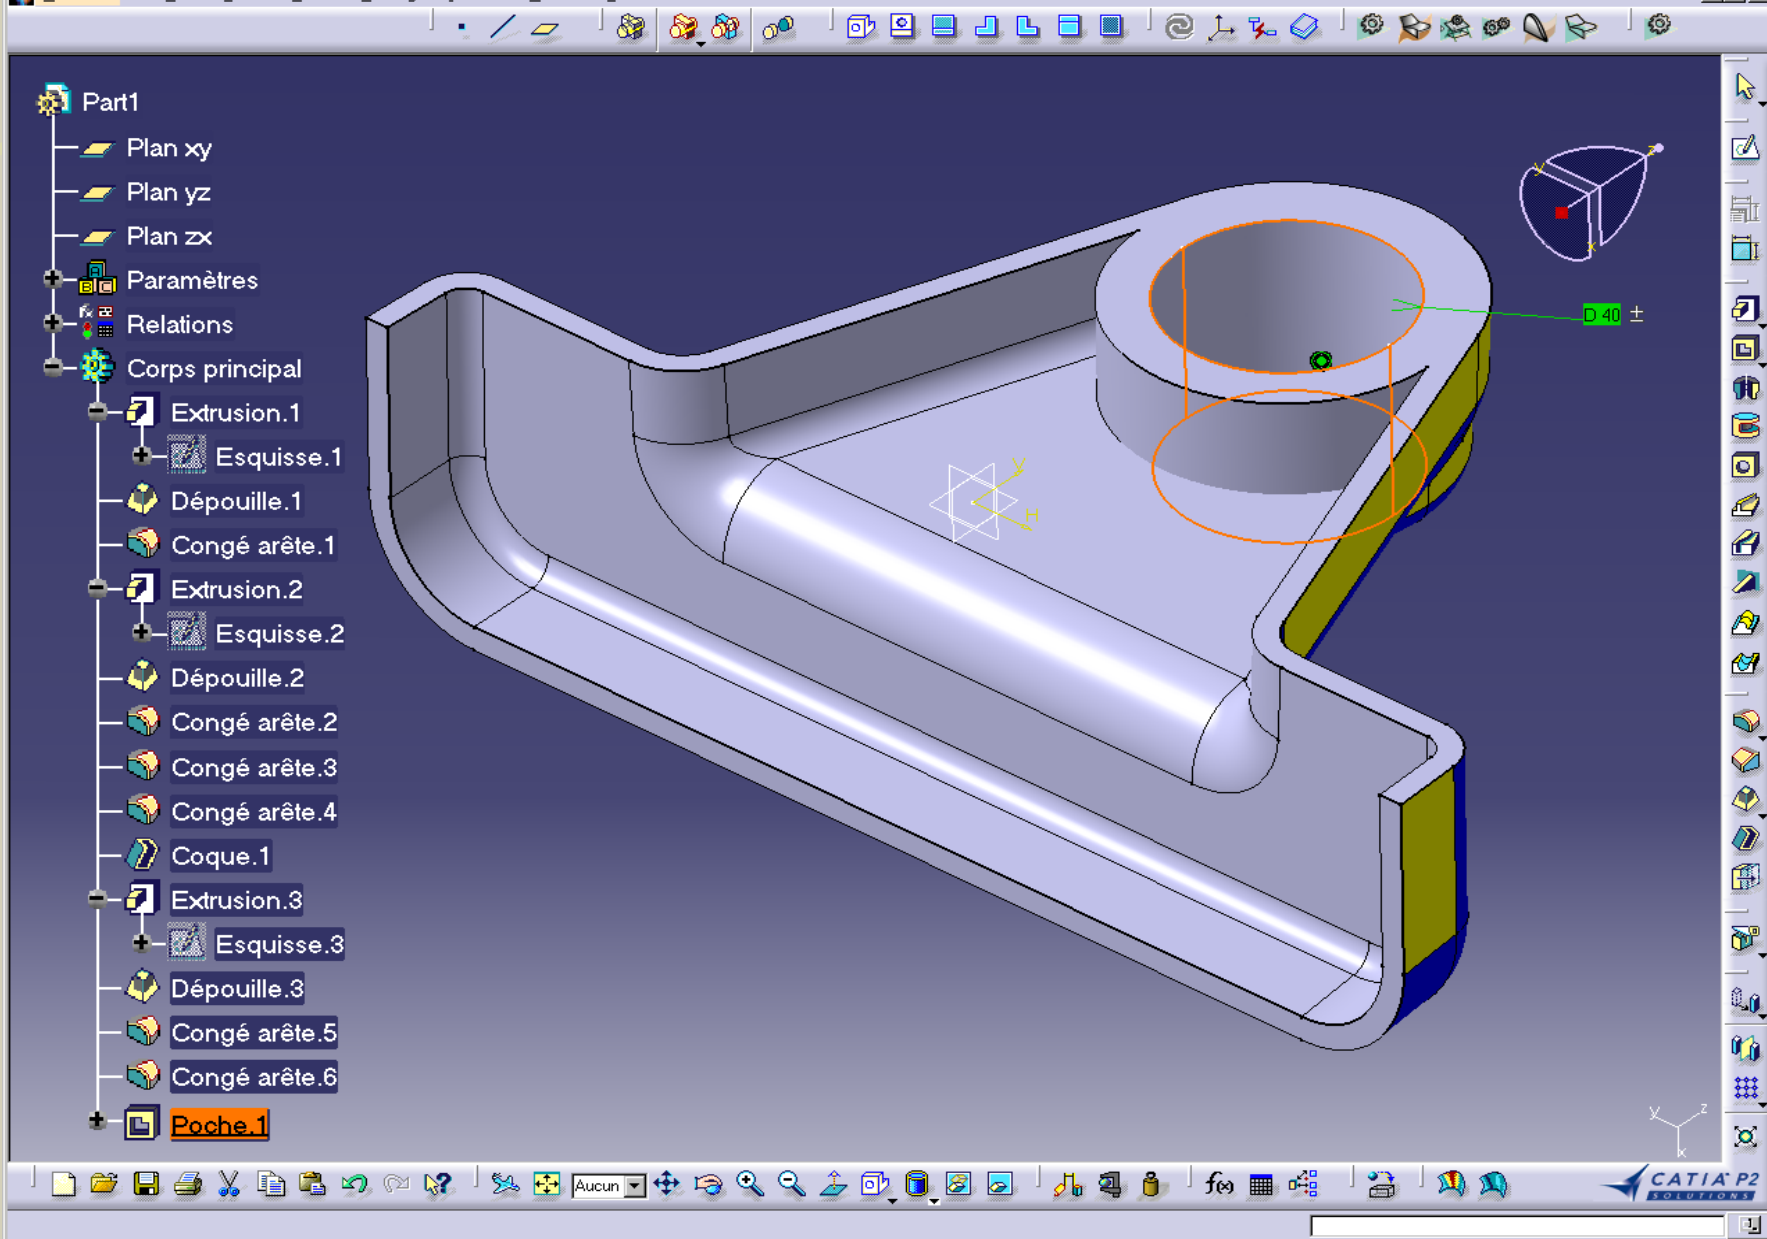 Part1
Plan xy
Plan yz
Plan zx
Paramètres
Relations
Corps principal
Extrusion.1
Esquisse.1
Dépouille.1
Congé arête.1
Extrusion.2
Esquisse.2
Dépouille.2
Congé arête.2
Congé arête.3
Congé arête.4
Coque.1
Extrusion.3
Esquisse.3
Dépouille.3
Congé arête.5
Congé arête.6
Poche.1
D 40 ±
y
z
x
y
H
y
z
x
Aucun
f(x)
CATIA P2
SOLUTIONS